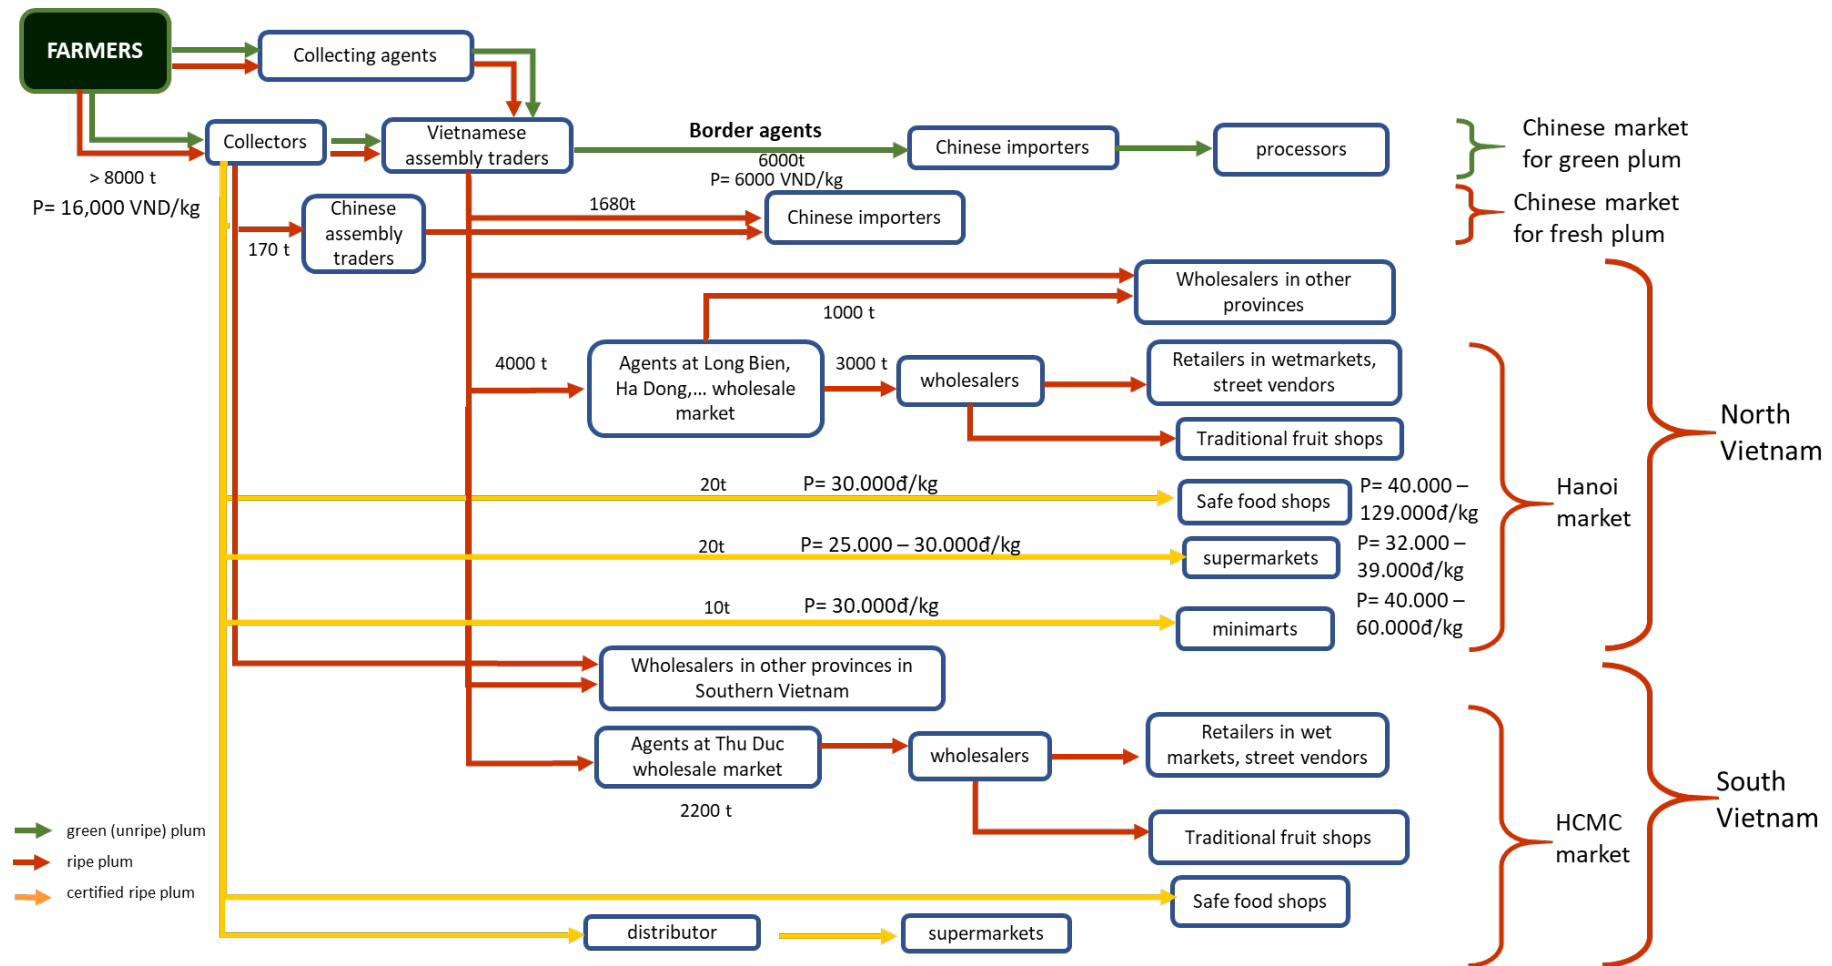 FARMERS
Collecting agents
Collectors
Vietnamese
assembly traders
Border agents
6000t
P= 6000 VND/kg
Chinese importers
processors
Chinese market
for green plum
> 8000 t
P= 16,000 VND/kg
170 t
Chinese
assembly
traders
1680t
Chinese importers
Chinese market
for fresh plum
Wholesalers in other
provinces
1000 t
4000 t
Agents at Long Bien,
Ha Dong,... wholesale
market
3000 t
wholesalers
Retailers in wetmarkets,
street vendors
Traditional fruit shops
North
Vietnam
20t
P= 30.000đ/kg
Safe food shops
P= 40.000 –
129.000đ/kg
Hanoi
market
20t
P= 25.000 – 30.000đ/kg
supermarkets
P= 32.000 –
39.000đ/kg
10t
P= 30.000đ/kg
minimarts
P= 40.000 –
60.000đ/kg
Wholesalers in other provinces in
Southern Vietnam
Agents at Thu Duc
wholesale market
2200 t
wholesalers
Retailers in wet
markets, street vendors
Traditional fruit shops
South
Vietnam
HCMC
market
green (unripe) plum
ripe plum
certified ripe plum
Safe food shops
distributor
supermarkets